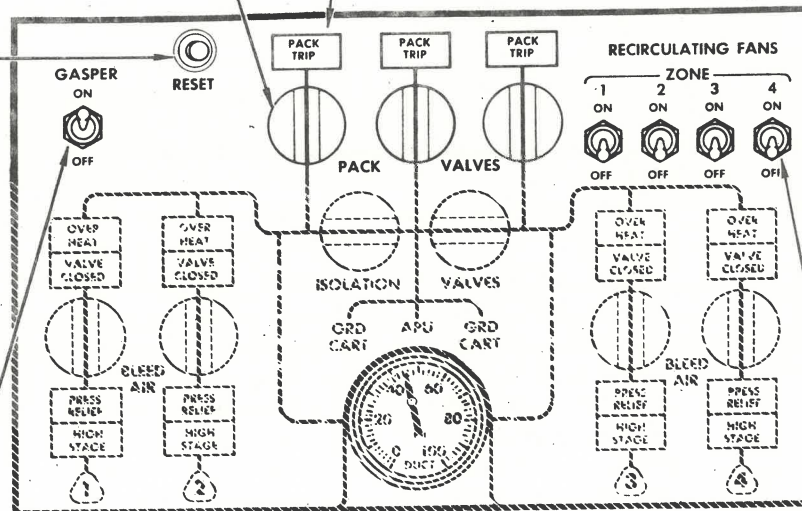 PACK TRIP
PACK TRIP
PACK TRIP
RECIRCULATING FANS
ZONE
1 2 3 4
ON ON ON ON
OFF OFF OFF OFF
GASPER
ON
OFF
RESET
PACK VALVES
OVER HEAT
VALVE CLOSED
OVER HEAT
VALVE CLOSED
ISOLATION VALVES
OVER HEAT
VALVE CLOSED
OVER HEAT
VALVE CLOSED
GRD CART
APU
GRD CART
BLEED AIR
BLEED AIR
PRESS RELIEF
HIGH STAGE
PRESS RELIEF
HIGH STAGE
0 20 40 60 80 100
DUCT
PRESS RELIEF
HIGH STAGE
PRESS RELIEF
HIGH STAGE
1 2 3 4